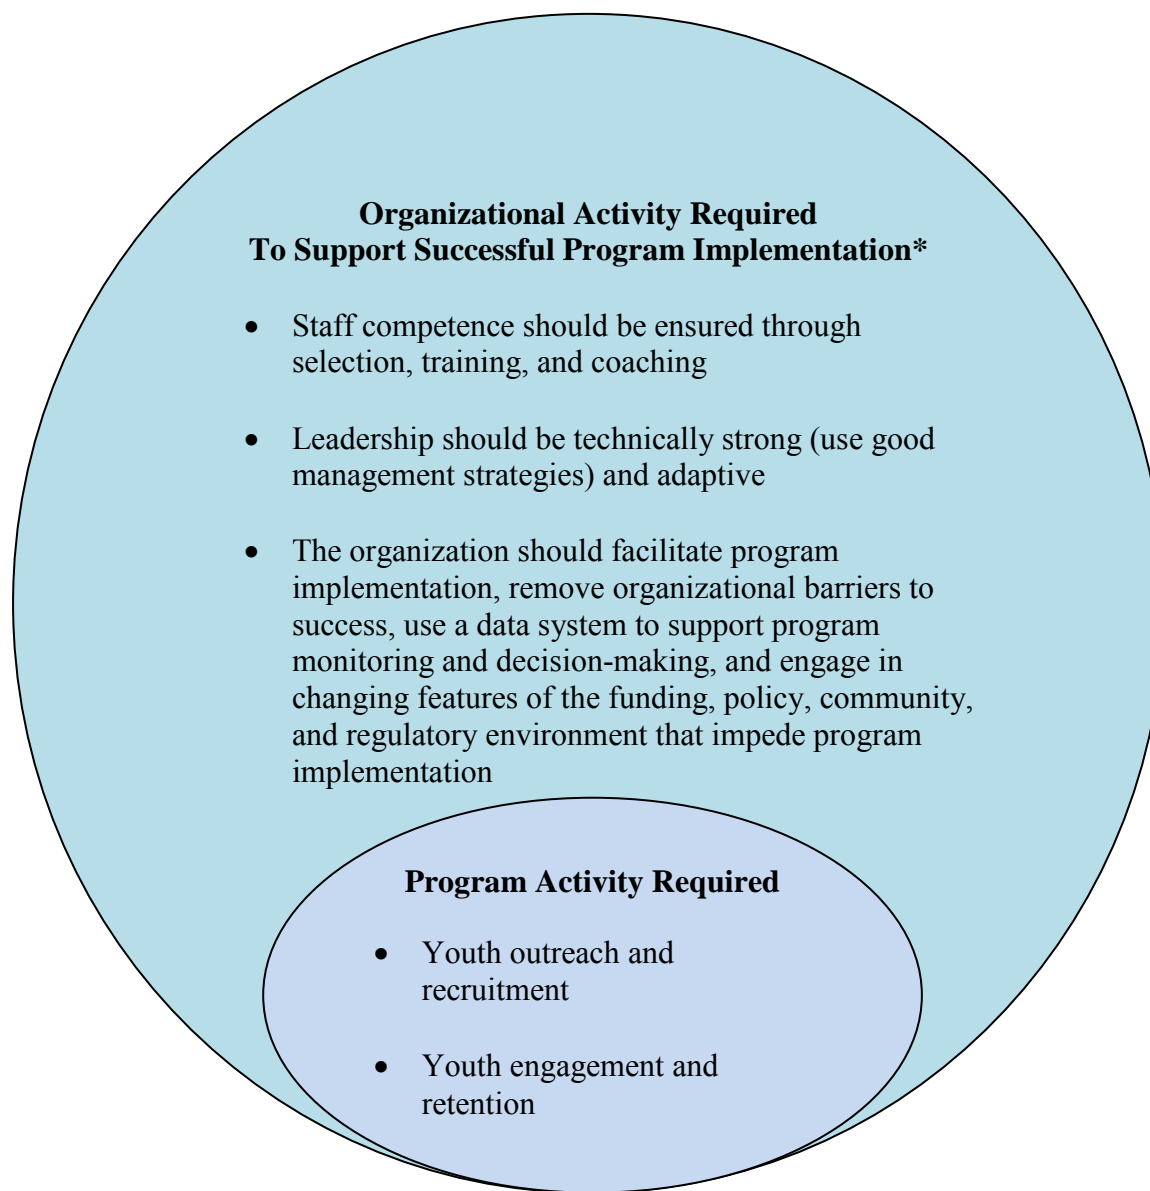 Organizational Activity Required
To Support Successful Program Implementation*
• Staff competence should be ensured through
selection, training, and coaching
• Leadership should be technically strong (use good
management strategies) and adaptive
• The organization should facilitate program
implementation, remove organizational barriers to
success, use a data system to support program
monitoring and decision-making, and engage in
changing features of the funding, policy, community,
and regulatory environment that impede program
implementation
Program Activity Required
• Youth outreach and
recruitment
• Youth engagement and
retention